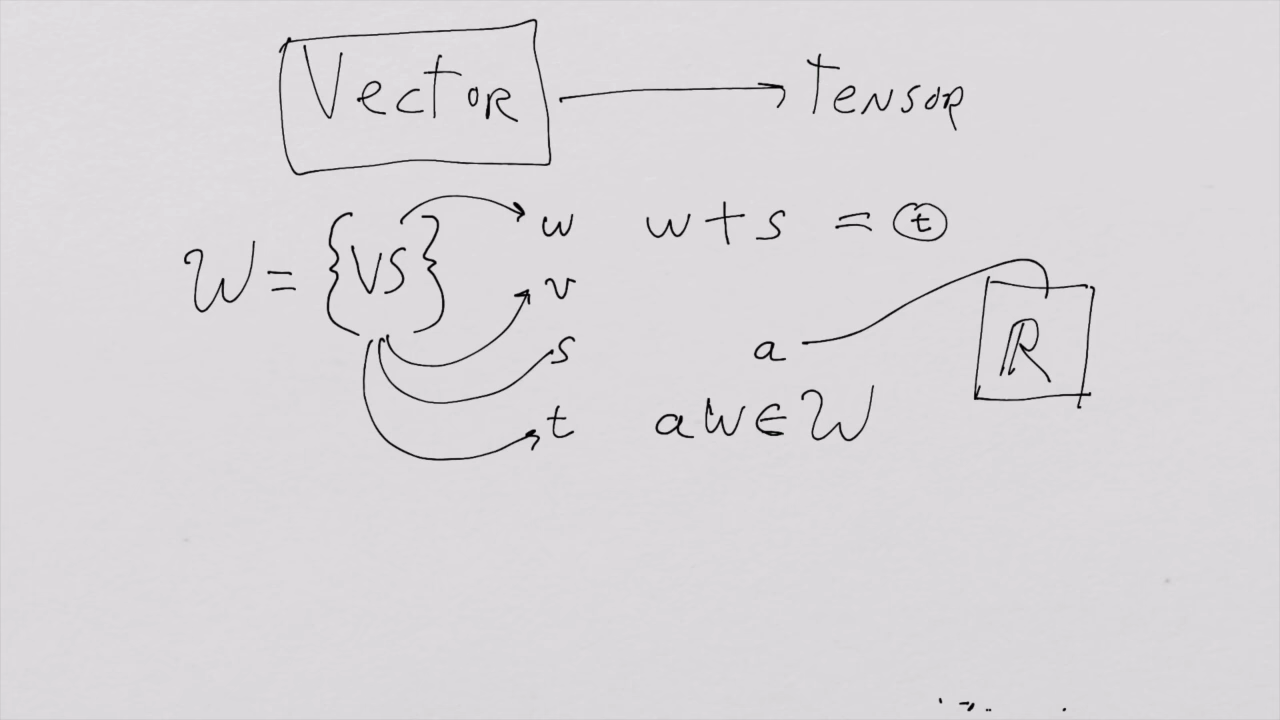 Vector → Tensor
W = {VS} w w + s = t
v
s a ℝ
t aw ∈ W